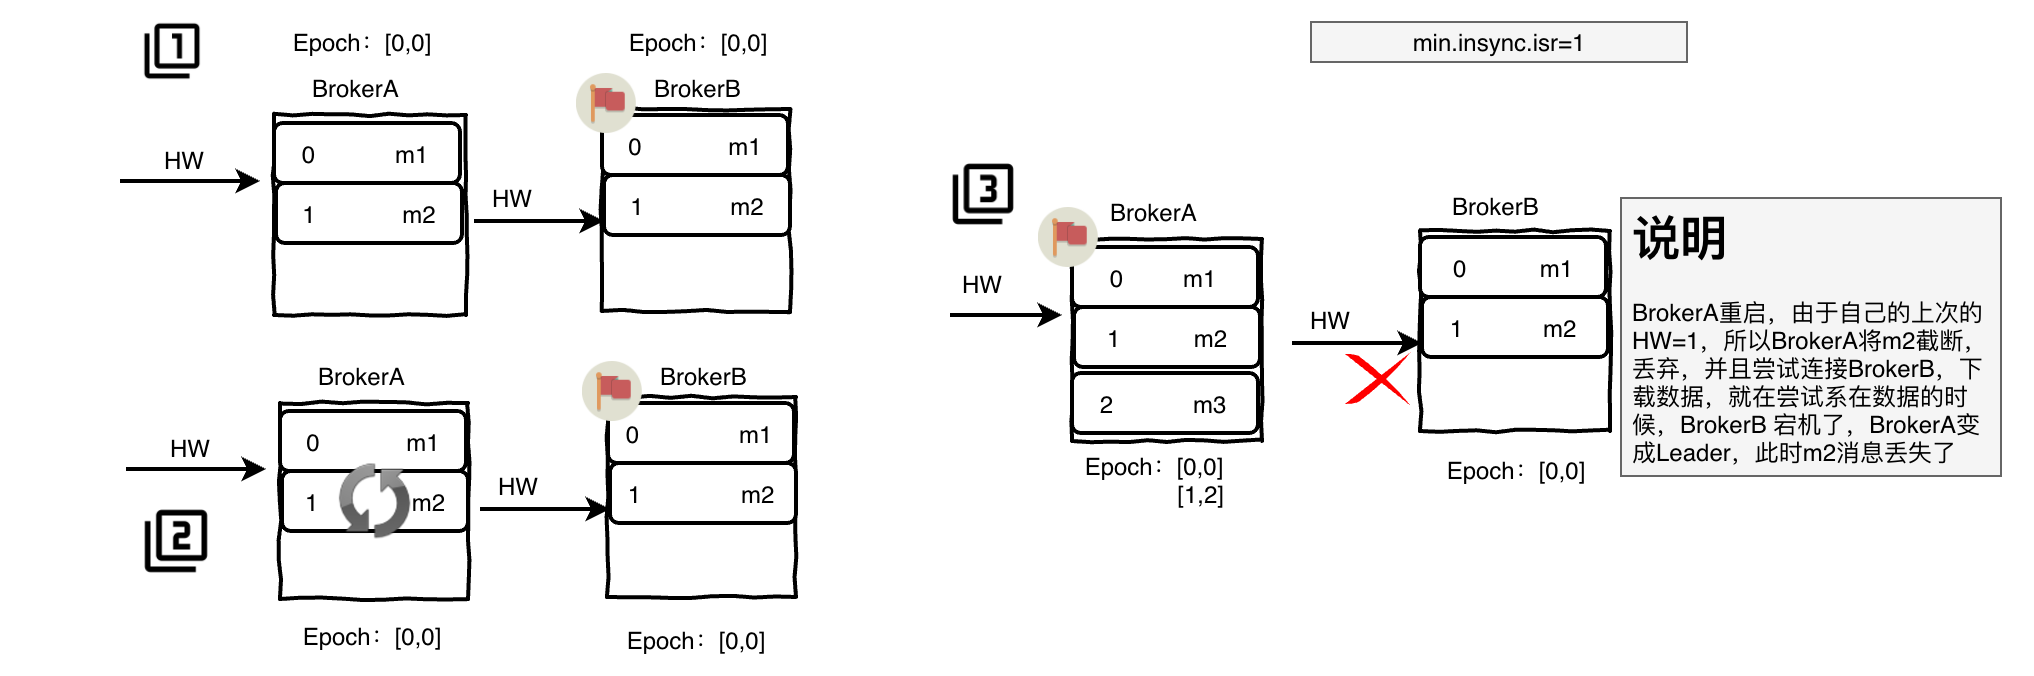 1
Epoch：[0,0]
Epoch：[0,0]
BrokerA
BrokerB
HW
0 m1
1 m2
HW
0 m1
1 m2
2
BrokerA
BrokerB
HW
0 m1
1 m2
HW
0 m1
1 m2
Epoch：[0,0]
Epoch：[0,0]
min.insync.isr=1
3
BrokerA
BrokerB
HW
0 m1
1 m2
2 m3
HW
0 m1
1 m2
Epoch：[0,0]
[1,2]
Epoch：[0,0]
说明
BrokerA重启，由于自己的上次的
HW=1，所以BrokerA将m2截断，
丢弃，并且尝试连接BrokerB，下
载数据，就在尝试系在数据的时
候，BrokerB 宕机了，BrokerA变
成Leader，此时m2消息丢失了